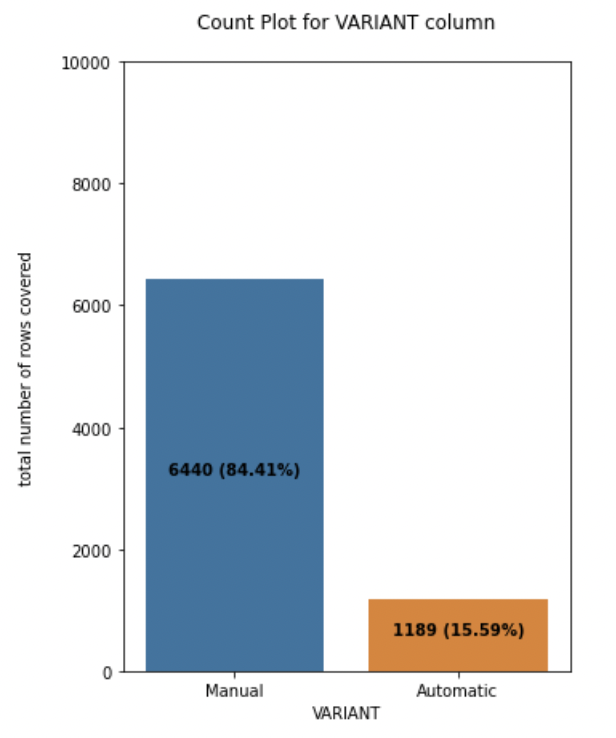 Count Plot for VARIANT column
10000
8000
6000
4000
2000
0
total number of rows covered
6440 (84.41%)
1189 (15.59%)
Manual
Automatic
VARIANT